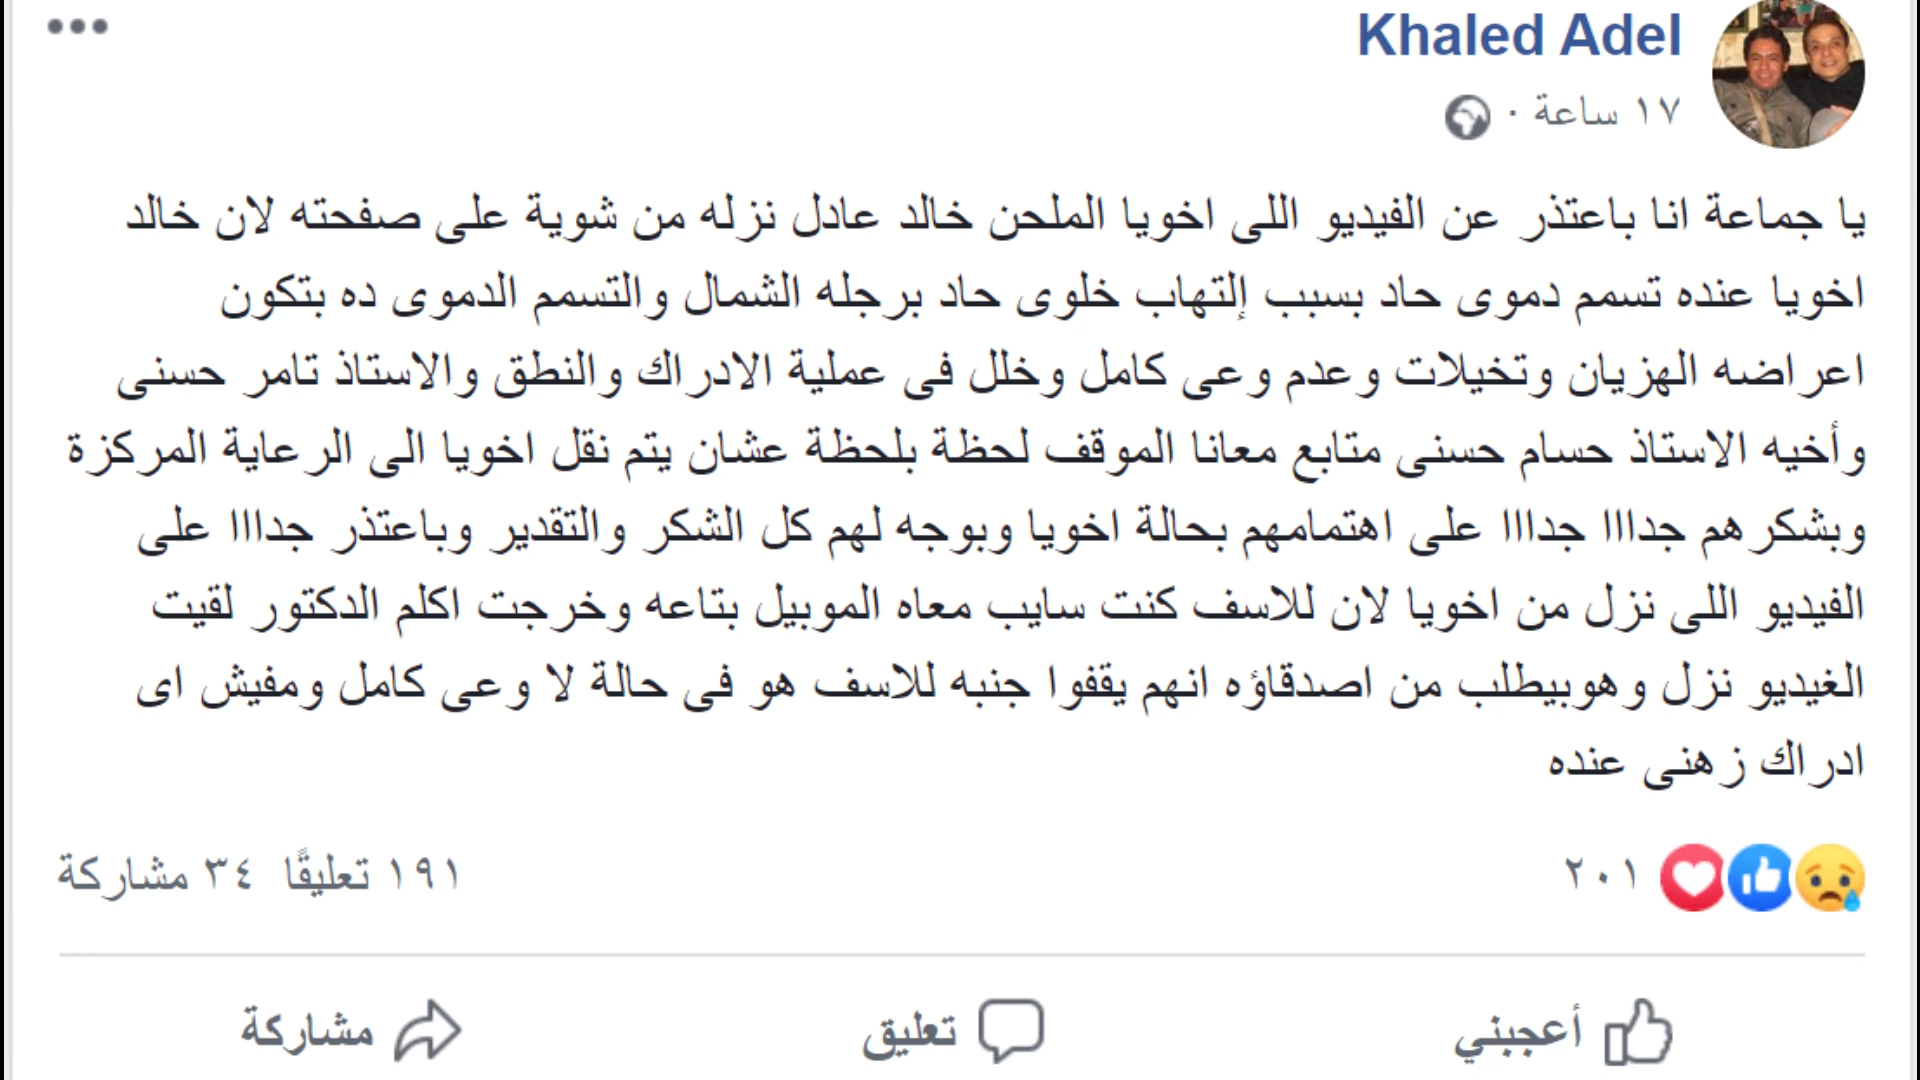 Khaled Adel
١٧ ساعة ·
يا جماعة انا باعتذر عن الفيديو اللى اخويا الملحن خالد عادل نزله من شوية على صفحته لان خالد
اخويا عنده تسمم دموى حاد بسبب إلتهاب خلوى حاد برجله الشمال والتسمم الدموى ده بتكون
اعراضه الهزيان وتخيلات وعدم وعى كامل وخلل فى عملية الادراك والنطق والاستاذ تامر حسنى
وأخيه الاستاذ حسام حسنى متابع معانا الموقف لحظة بلحظة عشان يتم نقل اخويا الى الرعاية المركزة
وبشكرهم جدااا جدااا على اهتمامهم بحالة اخويا وبوجه لهم كل الشكر والتقدير وباعتذر جدااا على
الفيديو اللى نزل من اخويا لان للاسف كنت سايب معاه الموبيل بتاعه وخرجت اكلم الدكتور لقيت
الغيديو نزل وهوبيطلب من اصدقاؤه انهم يقفوا جنبه للاسف هو فى حالة لا وعى كامل ومفيش اى
ادراك زهنى عنده
٢٠١
١٩١ تعليقًا ٣٤ مشاركة
أعجبني
تعليق
مشاركة